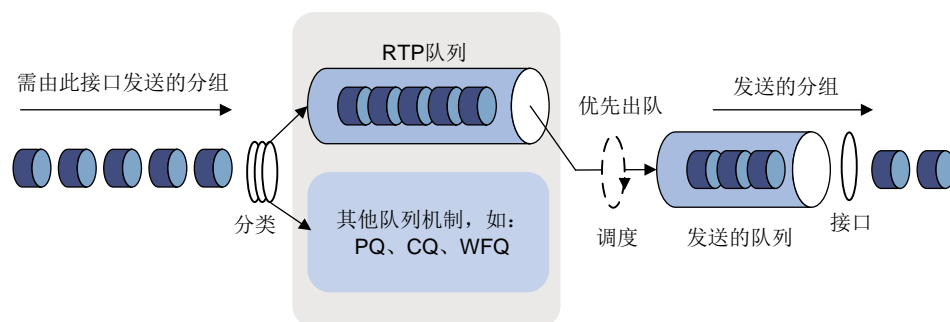 RTP队列
需由此接口发送的分组
优先出队
发送的分组
分类
其他队列机制，如：
PQ、CQ、WFQ
调度
发送的队列
接口